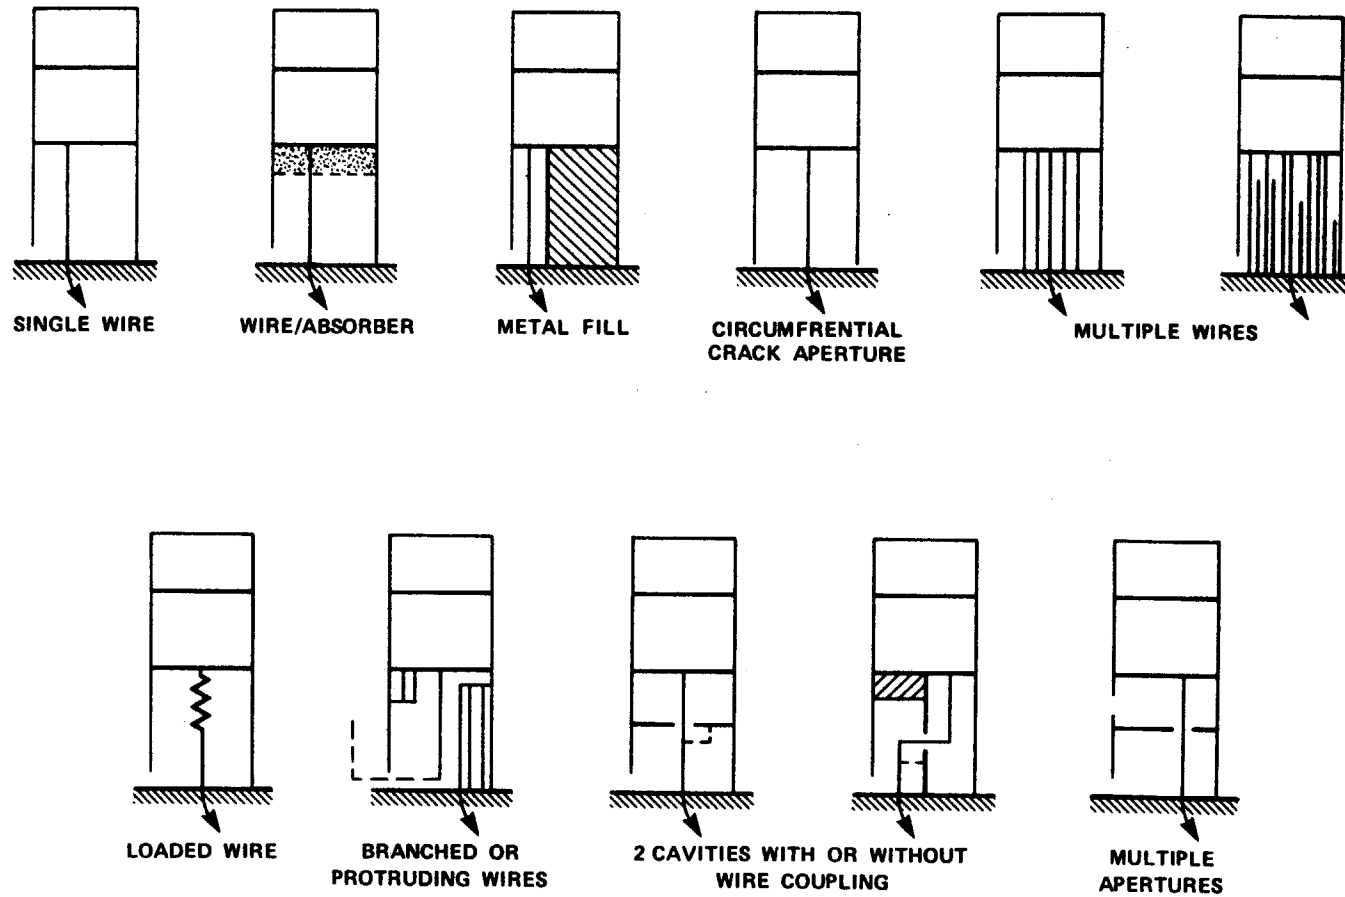 SINGLE WIRE
WIRE/ABSORBER
METAL FILL
CIRCUMFRENTIAL
CRACK APERTURE
MULTIPLE WIRES
LOADED WIRE
BRANCHED OR
PROTRUDING WIRES
2 CAVITIES WITH OR WITHOUT
WIRE COUPLING
MULTIPLE
APERTURES